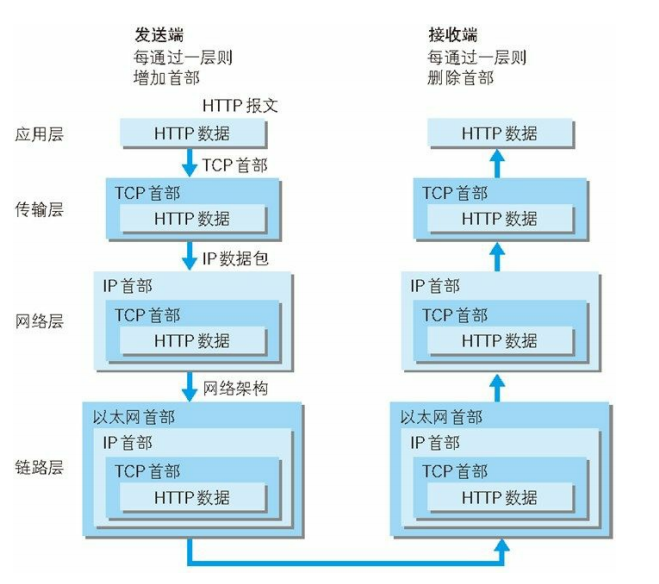 发送端
每通过一层则
增加首部
接收端
每通过一层则
删除首部
HTTP 报文
应用层
HTTP 数据
HTTP 数据
TCP 首部
传输层
TCP 首部
HTTP 数据
TCP 首部
HTTP 数据
IP 数据包
网络层
IP 首部
TCP 首部
HTTP 数据
IP 首部
TCP 首部
HTTP 数据
网络架构
链路层
以太网首部
IP 首部
TCP 首部
HTTP 数据
以太网首部
IP 首部
TCP 首部
HTTP 数据